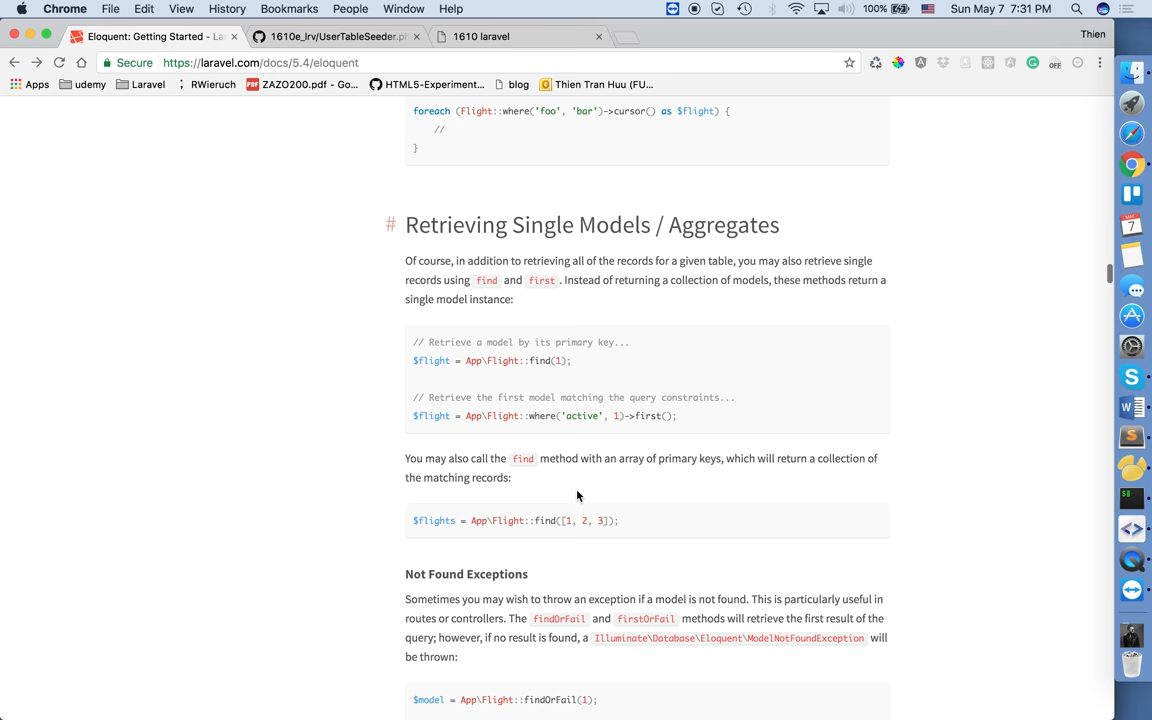 Chrome File Edit View History Bookmarks People Window Help 100% Sun May 7 7:31 PM
Eloquent: Getting Started - La 1610e_lrv/UserTableSeeder.ph 1610 laravel Thien
Secure https://laravel.com/docs/5.4/eloquent
Apps udemy Laravel RWieruch ZAZO200.pdf - Go... HTML5-Experiment... blog Thien Tran Huu (FU...
foreach (Flight::where('foo', 'bar')->cursor() as $flight) {
//
}
# Retrieving Single Models / Aggregates
Of course, in addition to retrieving all of the records for a given table, you may also retrieve single
records using find and first . Instead of returning a collection of models, these methods return a
single model instance:
// Retrieve a model by its primary key...
$flight = App\Flight::find(1);
// Retrieve the first model matching the query constraints...
$flight = App\Flight::where('active', 1)->first();
You may also call the find method with an array of primary keys, which will return a collection of
the matching records:
$flights = App\Flight::find([1, 2, 3]);
Not Found Exceptions
Sometimes you may wish to throw an exception if a model is not found. This is particularly useful in
routes or controllers. The findOrFail and firstOrFail methods will retrieve the first result of the
query; however, if no result is found, a Illuminate\Database\Eloquent\ModelNotFoundException will
be thrown:
$model = App\Flight::findOrFail(1);